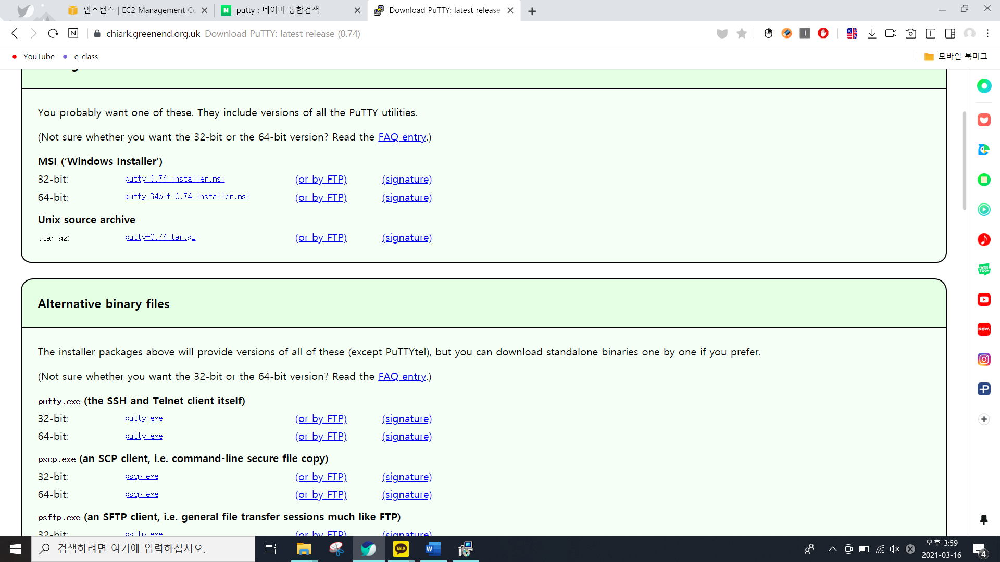 인스턴스 | EC2 Management Co
putty : 네이버 통합검색
Download PuTTY: latest release
chiark.greenend.org.uk Download PuTTY: latest release (0.74)
YouTube
e-class
모바일 북마크
You probably want one of these. They include versions of all the PuTTY utilities.
(Not sure whether you want the 32-bit or the 64-bit version? Read the FAQ entry.)
MSI (‘Windows Installer’)
32-bit: putty-0.74-installer.msi (or by FTP) (signature)
64-bit: putty-64bit-0.74-installer.msi (or by FTP) (signature)
Unix source archive
.tar.gz: putty-0.74.tar.gz (or by FTP) (signature)
Alternative binary files
The installer packages above will provide versions of all of these (except PuTTYtel), but you can download standalone binaries one by one if you prefer.
(Not sure whether you want the 32-bit or the 64-bit version? Read the FAQ entry.)
putty.exe (the SSH and Telnet client itself)
32-bit: putty.exe (or by FTP) (signature)
64-bit: putty.exe (or by FTP) (signature)
pscp.exe (an SCP client, i.e. command-line secure file copy)
32-bit: pscp.exe (or by FTP) (signature)
64-bit: pscp.exe (or by FTP) (signature)
psftp.exe (an SFTP client, i.e. general file transfer sessions much like FTP)
32-bit: psftp.exe (or by FTP) (signature)
WEB
TOON
NOW.
검색하려면 여기에 입력하십시오.
TALK
오후 3:59
2021-03-16
4